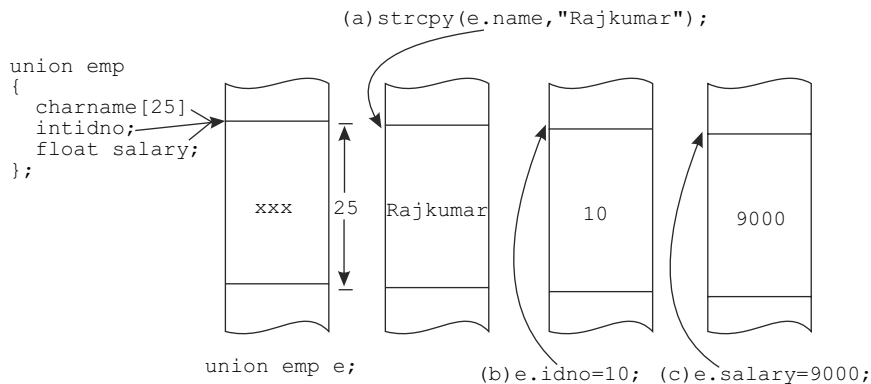 (a)strcpy(e.name,"Rajkumar");
union emp
{
charname[25]
intidno;
float salary;
};
xxx
25
Rajkumar
10
9000
union emp e;
(b)e.idno=10;
(c)e.salary=9000;